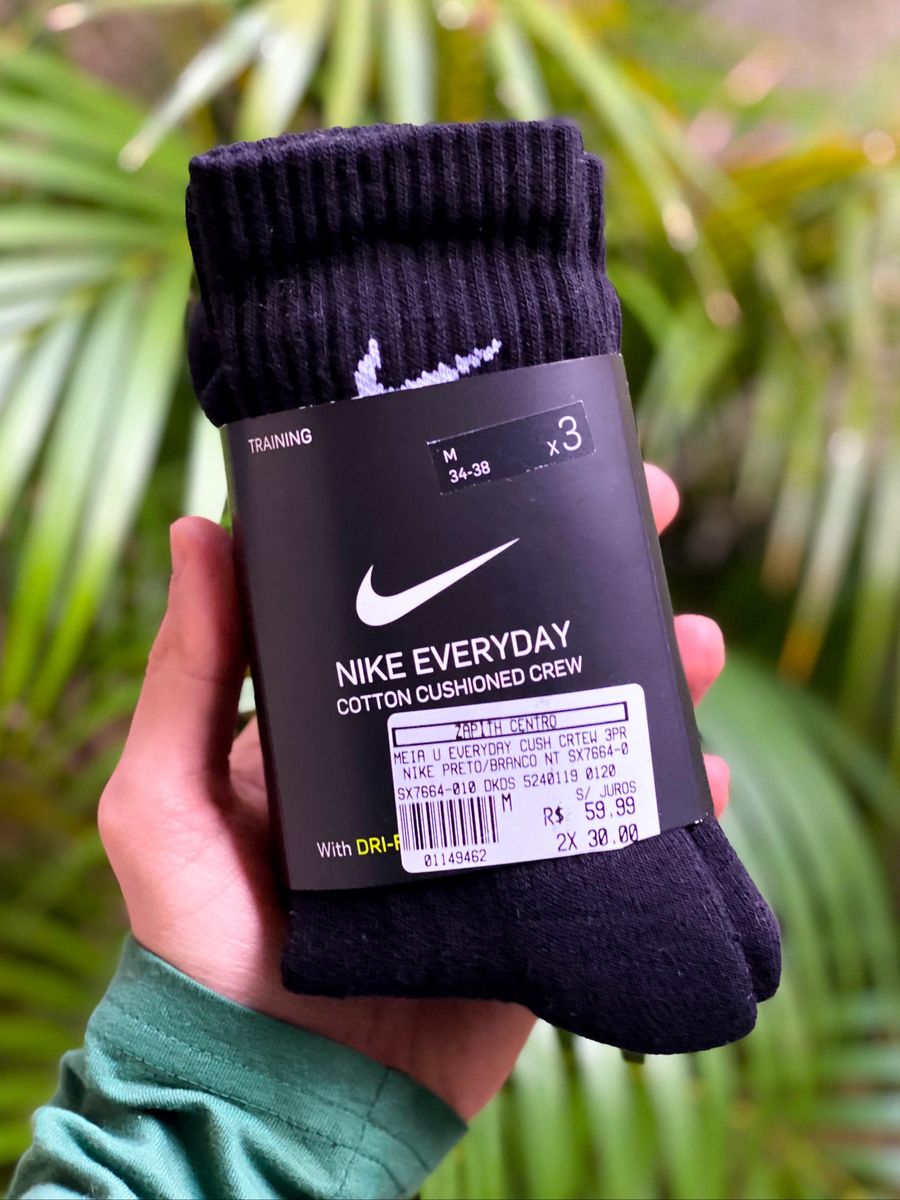 TRAINING
M
34-38
x3
NIKE EVERYDAY
COTTON CUSHIONED CREW
ZAPITH CENTRO
MEIA U EVERYDAY CUSH CRTEW 3PR
NIKE PRETO/BRANCO NT SX7664-0
SX7664-010 DKDS 5240119 0120
M
S/ JUROS
R$ 59.99
2X 30.00
01149462
With DRI-F